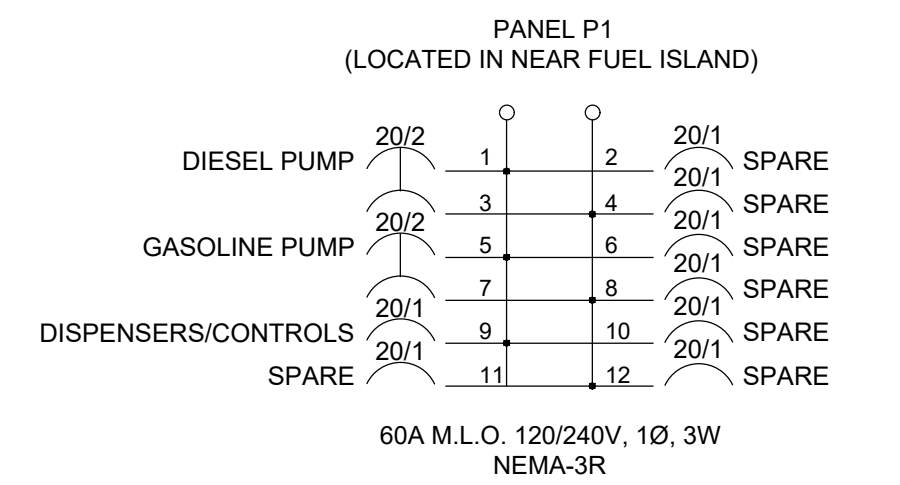 PANEL P1
(LOCATED IN NEAR FUEL ISLAND)
20/2 20/1
DIESEL PUMP 1 2 SPARE
20/1
3 4 SPARE
20/2 20/1
GASOLINE PUMP 5 6 SPARE
20/1
7 8 SPARE
20/1 20/1
DISPENSERS/CONTROLS 9 10 SPARE
20/1 20/1
SPARE 11 12 SPARE
60A M.L.O. 120/240V, 1Ø, 3W
NEMA-3R